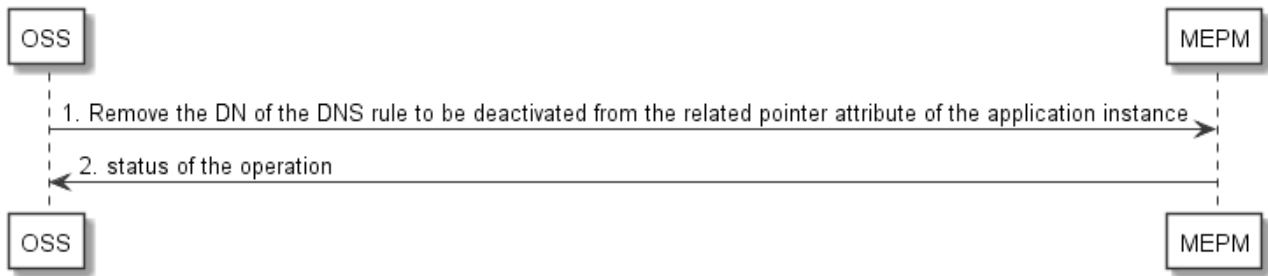 OSS
MEPM
1. Remove the DN of the DNS rule to be deactivated from the related pointer attribute of the application instance
2. status of the operation
OSS
MEPM